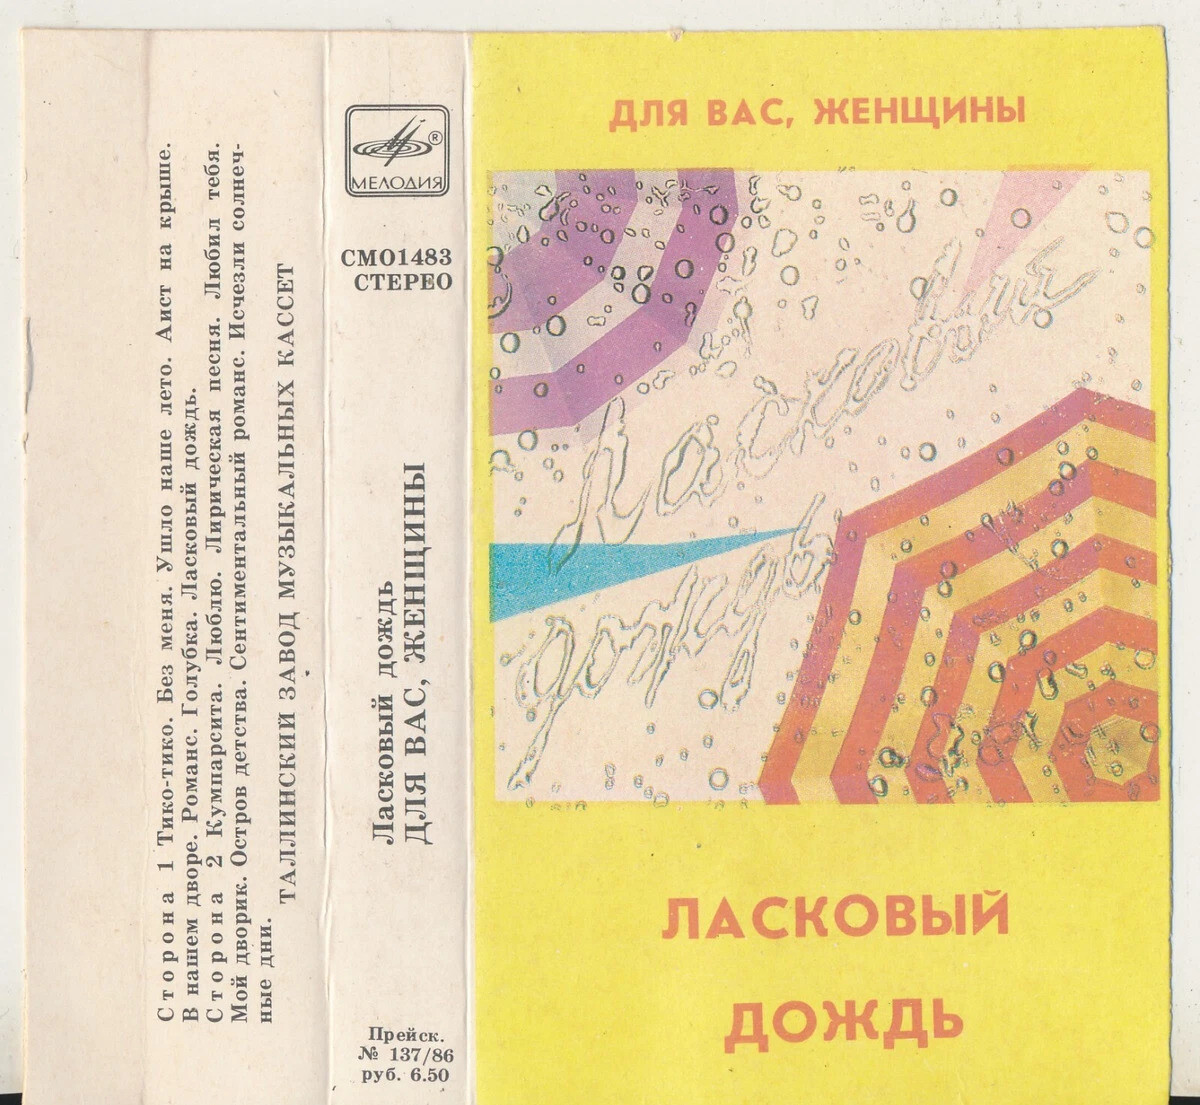 Сторона 1 Тико-тико. Без меня. Ушло наше лето. Аист на крыше.
В нашем дворе. Романс. Голубка. Ласковый дождь.
Сторона 2 Кумпарсита. Люблю. Лирическая песня. Любил тебя.
Мой дворик. Остров детства. Сентиментальный романс. Исчезли солнеч-
ные дни.
ТАЛЛИНСКИЙ ЗАВОД МУЗЫКАЛЬНЫХ КАССЕТ
МЕЛОДИЯ ®
СМ01483
СТЕРЕО
Ласковый дождь
ДЛЯ ВАС, ЖЕНЩИНЫ
Прейск.
№ 137/86
руб. 6.50
ДЛЯ ВАС, ЖЕНЩИНЫ
Ласковый
дождь
ЛАСКОВЫЙ
ДОЖДЬ